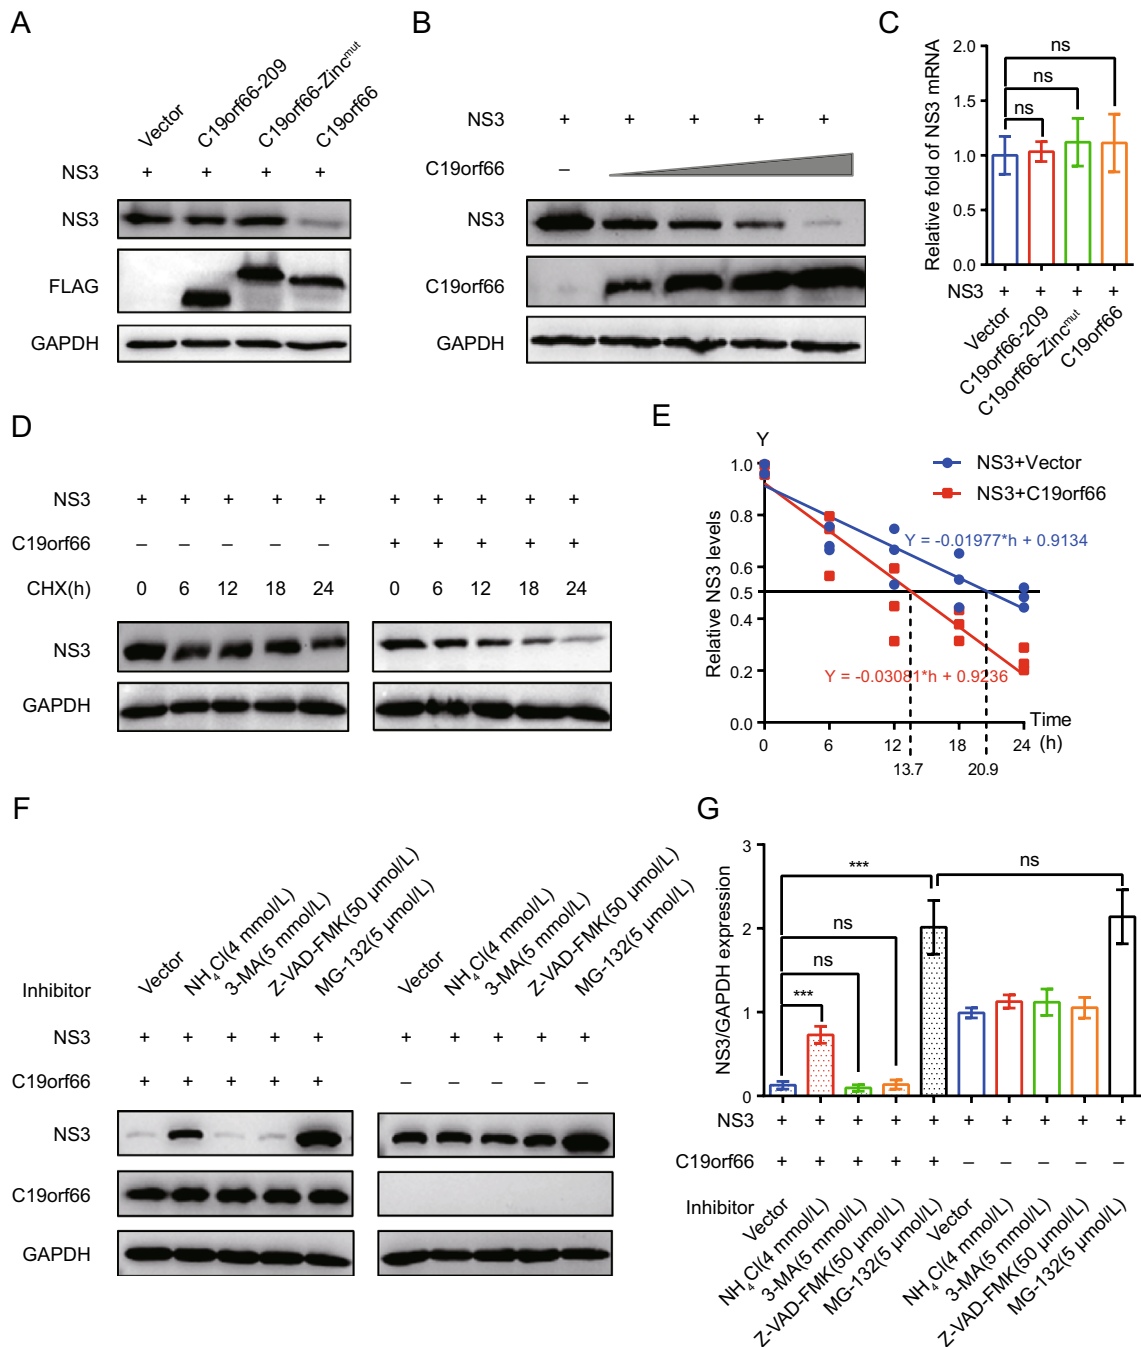 A
Vector
C19orf66-209
C19orf66-Zinc^mut
C19orf66
NS3 + + + +
NS3
FLAG
GAPDH
B
NS3 + + + + +
C19orf66 –
NS3
C19orf66
GAPDH
C
Relative fold of NS3 mRNA
2.0
1.5
1.0
0.5
0.0
ns
ns
ns
NS3 + + + +
Vector
C19orf66-209
C19orf66-Zinc^mut
C19orf66
D
NS3 + + + + + + + + + +
C19orf66 – – – – – + + + + +
CHX(h) 0 6 12 18 24 0 6 12 18 24
NS3
GAPDH
E
Y
Relative NS3 levels
1.0
0.8
0.6
0.5
0.4
0.2
0.0
NS3+Vector
NS3+C19orf66
Y = -0.01977*h + 0.9134
Y = -0.03081*h + 0.9236
0 6 12 18 24
Time
(h)
13.7 20.9
F
Inhibitor
Vector
NH₄Cl(4 mmol/L)
3-MA(5 mmol/L)
Z-VAD-FMK(50 μmol/L)
MG-132(5 μmol/L)
Vector
NH₄Cl(4 mmol/L)
3-MA(5 mmol/L)
Z-VAD-FMK(50 μmol/L)
MG-132(5 μmol/L)
NS3 + + + + + + + + + +
C19orf66 + + + + + – – – – –
NS3
C19orf66
GAPDH
G
NS3/GAPDH expression
3
2
1
0
***
ns
ns
***
ns
NS3 + + + + + + + + + +
C19orf66 + + + + + – – – – –
Inhibitor
Vector
NH₄Cl(4 mmol/L)
3-MA(5 mmol/L)
Z-VAD-FMK(50 μmol/L)
MG-132(5 μmol/L)
Vector
NH₄Cl(4 mmol/L)
3-MA(5 mmol/L)
Z-VAD-FMK(50 μmol/L)
MG-132(5 μmol/L)